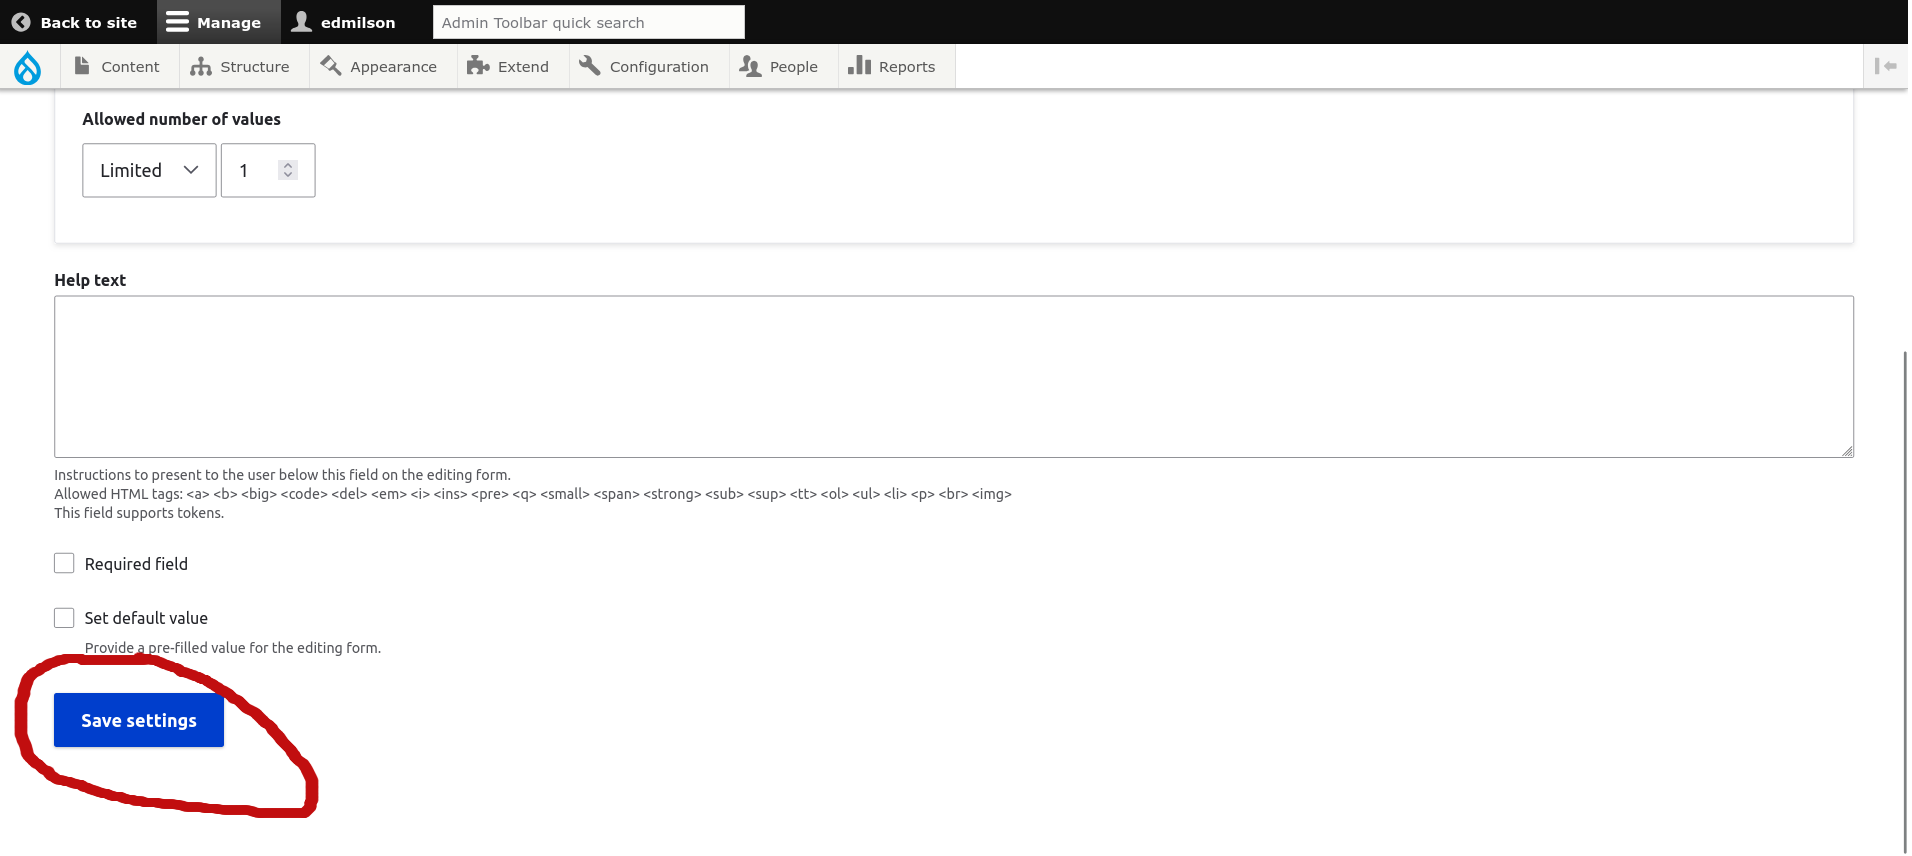 Back to site Manage edmilson Admin Toolbar quick search
Content Structure Appearance Extend Configuration People Reports
Allowed number of values
Limited 1
Help text
Instructions to present to the user below this field on the editing form.
Allowed HTML tags: <a> <b> <big> <code> <del> <em> <i> <ins> <pre> <q> <small> <span> <strong> <sub> <sup> <tt> <ol> <ul> <li> <p> <br> <img>
This field supports tokens.
Required field
Set default value
Provide a pre-filled value for the editing form.
Save settings